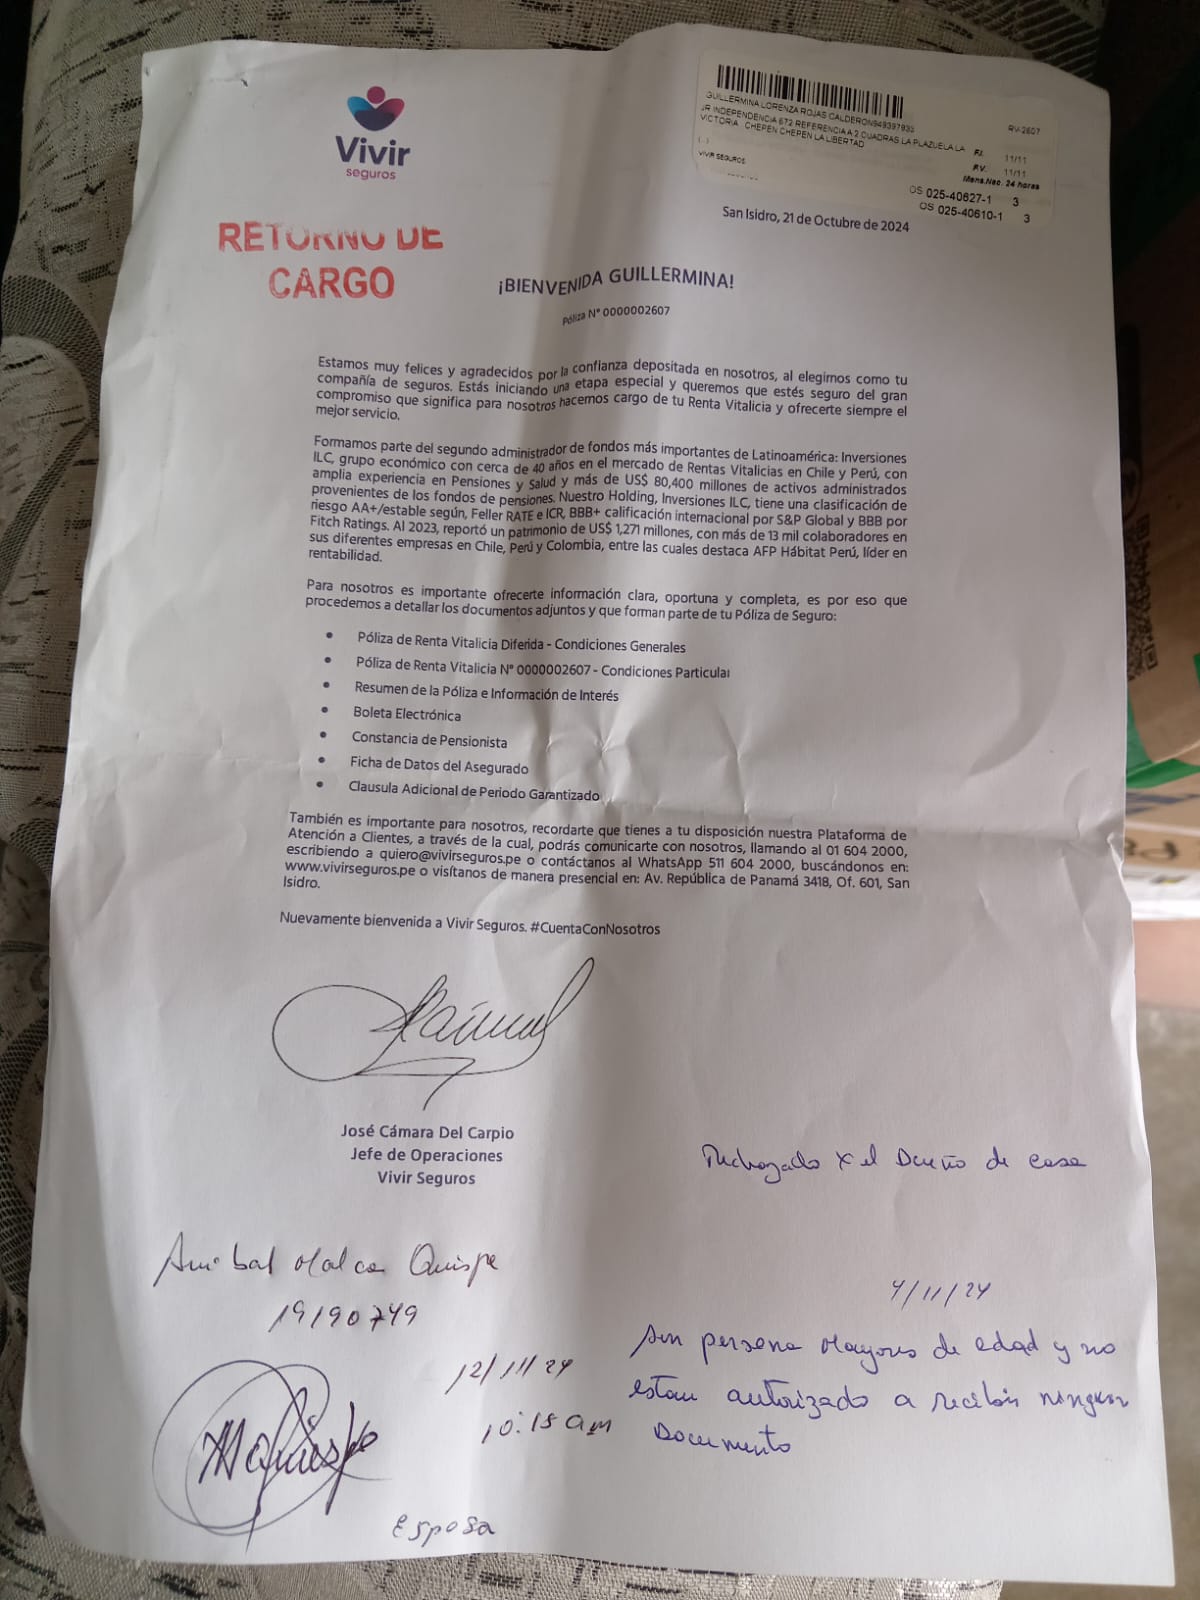 Vivir
seguros
GUILLERMINA LORENZA ROJAS CALDERON949397933
JR INDEPENDENCIA 672 REFERENCIA A 2 CUADRAS LA PLAZUELA LA
VICTORIA CHEPEN CHEPEN LA LIBERTAD
(.)
VIVIR SEGUROS
RV-2607
F.I. 11/11
RV. 11/11
Mens.Nac. 24 horas
OS 025-40627-1 3
OS 025-40610-1 3
San Isidro, 21 de Octubre de 2024
RETORNO DE
CARGO
¡BIENVENIDA GUILLERMINA!
Póliza N° 0000002607
Estamos muy felices y agradecidos por la confianza depositada en nosotros, al elegirnos como tu
compañía de seguros. Estás iniciando una etapa especial y queremos que estés seguro del gran
compromiso que significa para nosotros hacernos cargo de tu Renta Vitalicia y ofrecerte siempre el
mejor servicio.
Formamos parte del segundo administrador de fondos más importantes de Latinoamérica: Inversiones
ILC, grupo económico con cerca de 40 años en el mercado de Rentas Vitalicias en Chile y Perú, con
amplia experiencia en Pensiones y Salud y más de US$ 80,400 millones de activos administrados
provenientes de los fondos de pensiones. Nuestro Holding, Inversiones ILC, tiene una clasificación de
riesgo AA+/estable según, Feller RATE e ICR, BBB+ calificación internacional por S&P Global y BBB por
Fitch Ratings. Al 2023, reportó un patrimonio de US$ 1,271 millones, con más de 13 mil colaboradores en
sus diferentes empresas en Chile, Perú y Colombia, entre las cuales destaca AFP Hábitat Perú, líder en
rentabilidad.
Para nosotros es importante ofrecerte información clara, oportuna y completa, es por eso que
procedemos a detallar los documentos adjuntos y que forman parte de tu Póliza de Seguro:
• Póliza de Renta Vitalicia Diferida - Condiciones Generales
• Póliza de Renta Vitalicia N° 0000002607 - Condiciones Particular
• Resumen de la Póliza e Información de Interés
• Boleta Electrónica
• Constancia de Pensionista
• Ficha de Datos del Asegurado
• Clausula Adicional de Periodo Garantizado
También es importante para nosotros, recordarte que tienes a tu disposición nuestra Plataforma de
Atención a Clientes, a través de la cual, podrás comunicarte con nosotros, llamando al 01 604 2000,
escribiendo a quiero@vivirseguros.pe o contáctanos al WhatsApp 511 604 2000, buscándonos en:
www.vivirseguros.pe o visítanos de manera presencial en: Av. República de Panamá 3418, Of. 601, San
Isidro.
Nuevamente bienvenida a Vivir Seguros. #CuentaConNosotros
José Cámara Del Carpio
Jefe de Operaciones
Vivir Seguros
Rechazado x el Dueño de casa
Anibal Malca Quispe
19190749
9/11/24
Son persona Mayores de edad y no
estan autorizado a recibir ningun
Documento
12/11/24
10:18 am
Esposa